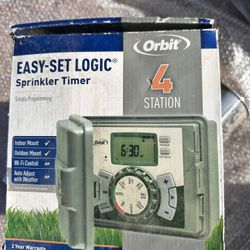 Orbit®
EASY-SET LOGIC®
Sprinkler Timer
Simple Programming
4
STATION
Indoor Mount
Outdoor Mount
Wi-Fi Control
Auto Adjust
with Weather
Orbit
6:30
2 Year Warranty